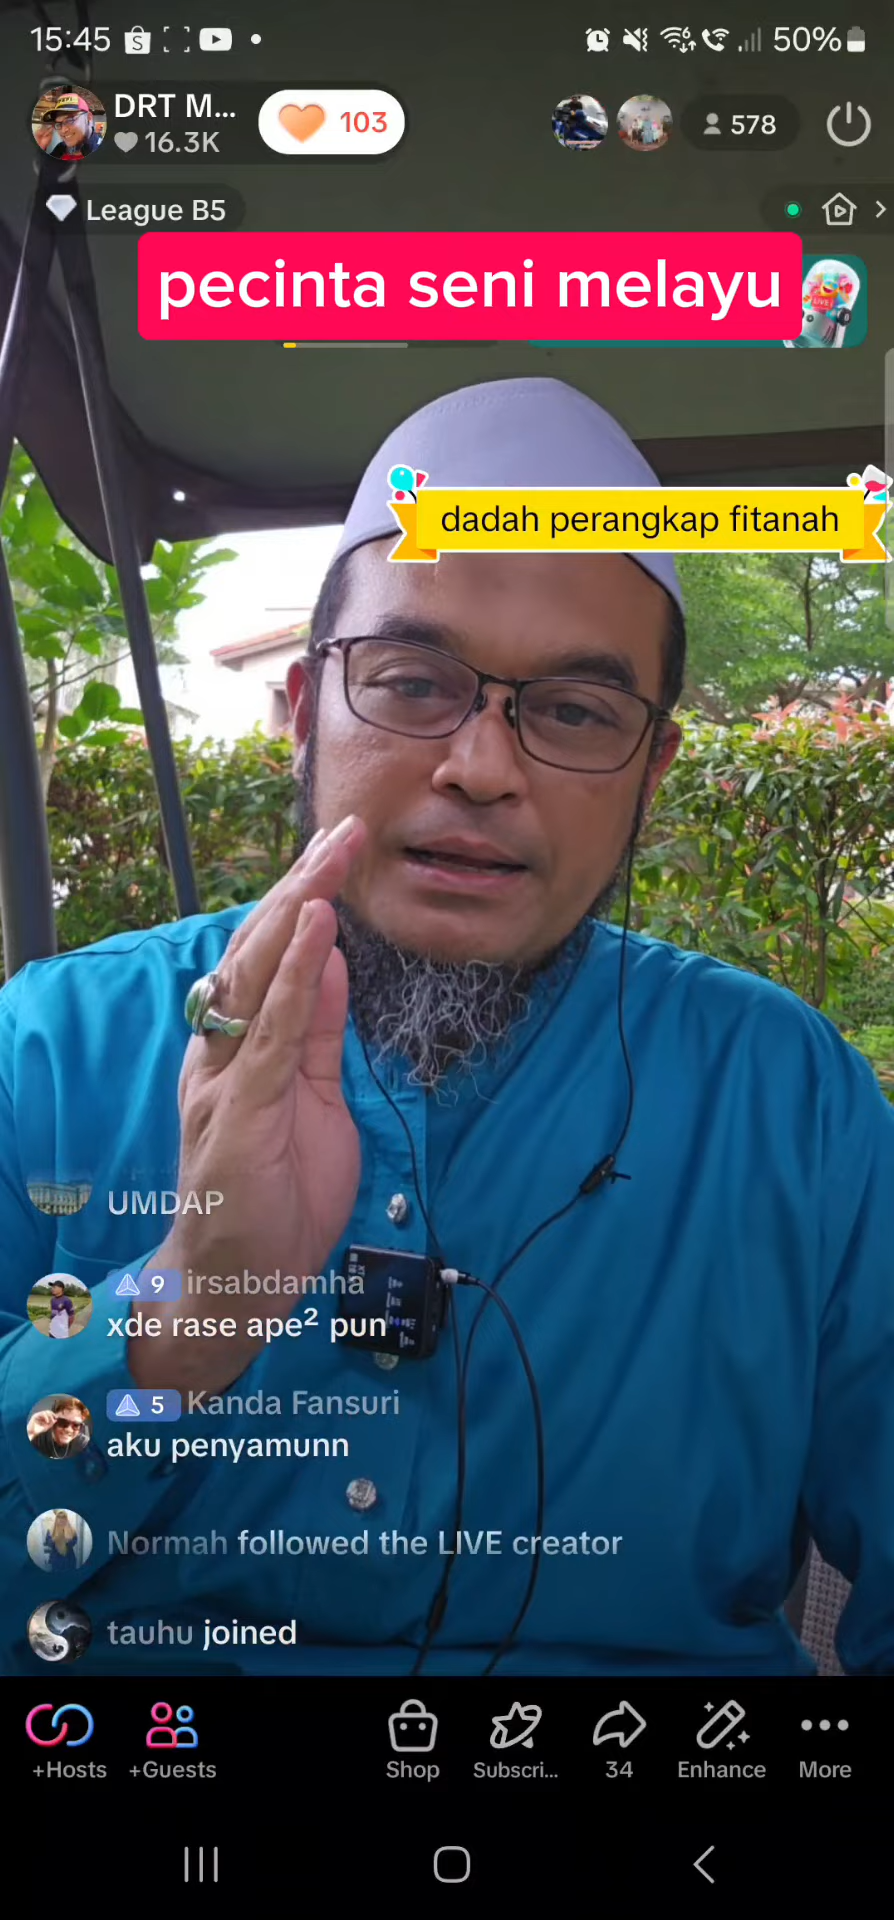 15:45
50%
DRT M...
16.3K
103
578
League B5
pecinta seni melayu
LIVE
dadah perangkap fitanah
UMDAP
9 irsabdamha
xde rase ape² pun
5 Kanda Fansuri
aku penyamunn
Normah followed the LIVE creator
tauhu joined
+Hosts
+Guests
Shop
Subscri...
34
Enhance
More